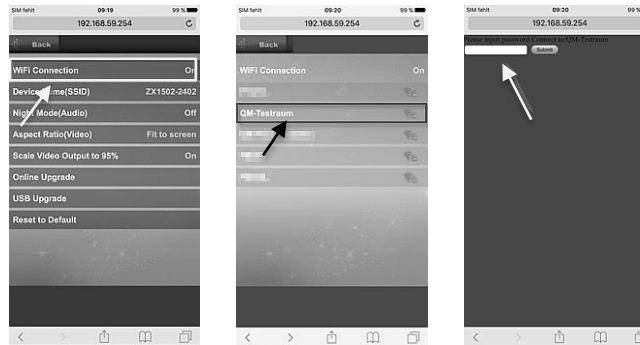 SIM fehlt 09:19 99 %
192.168.59.254
Back
WiFi Connection On
Device Name(SSID) ZX1502-2402
Night Mode(Audio) Off
Aspect Ratio(Video) Fit to screen
Scale Video Output to 95% On
Online Upgrade
USB Upgrade
Reset to Default
SIM fehlt 09:20 99 %
192.168.59.254
Back
WiFi Connection On
QM-Testraum
SIM fehlt 09:20 99 %
192.168.59.254
Please input password Connect to QM-Testraum
Submit